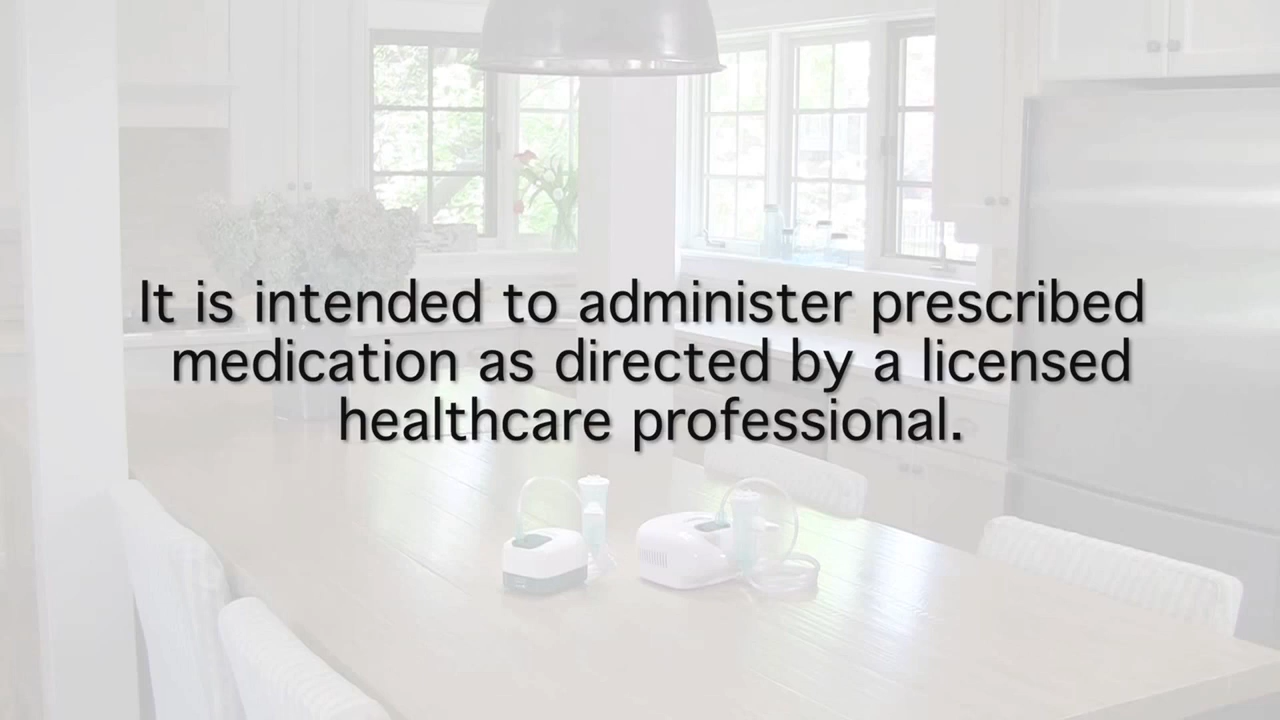 It is intended to administer prescribed
medication as directed by a licensed
healthcare professional.